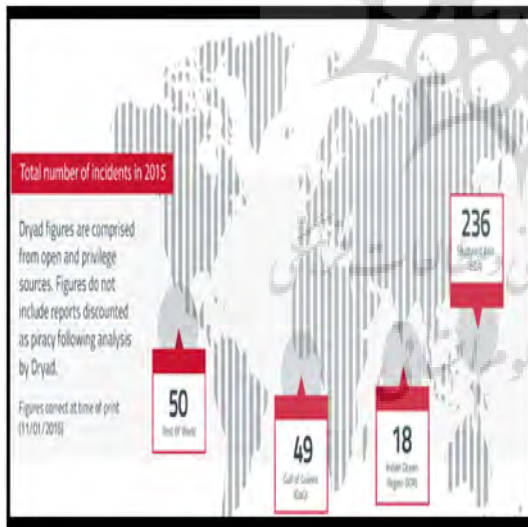 Total number of incidents in 2015
Dryad figures are comprised
from open and privilege
sources. Figures do not
include reports discounted
as piracy following analysis
by Dryad.
Figures correct at time of print
(11/01/2016)
50
Rest Of World
49
Gulf of Guinea
(GoG)
18
Indian Ocean
Region (IOR)
236
Southeast Asia
(SEA)